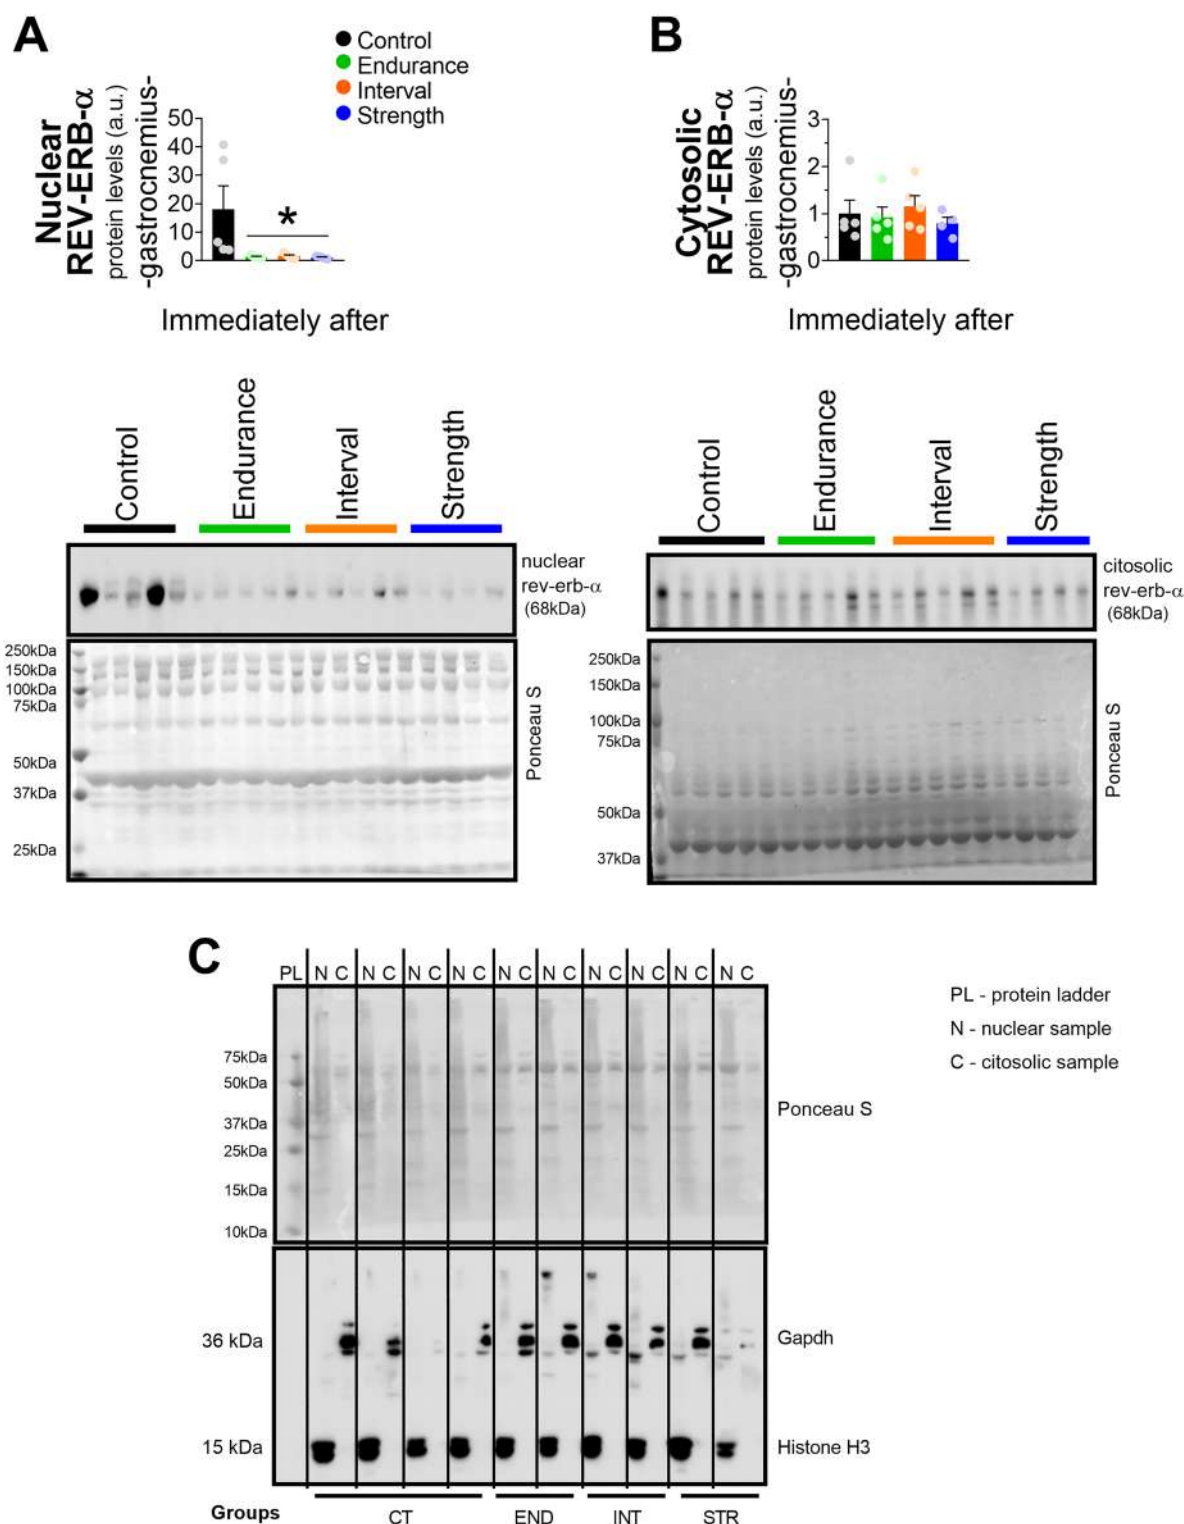 A
Control
Endurance
Interval
Strength
Nuclear
REV-ERB-α
protein levels (a.u.)
-gastrocnemius-
50
40
30
20
10
0
*
Immediately after
B
Cytosolic
REV-ERB-α
protein levels (a.u.)
-gastrocnemius-
3
2
1
0
Immediately after
Control
Endurance
Interval
Strength
nuclear
rev-erb-α
(68kDa)
250kDa
150kDa
100kDa
75kDa
50kDa
37kDa
25kDa
Ponceau S
Control
Endurance
Interval
Strength
citosolic
rev-erb-α
(68kDa)
250kDa
150kDa
100kDa
75kDa
50kDa
37kDa
Ponceau S
C
PL N C N C N C N C N C N C N C N C N C N C
75kDa
50kDa
37kDa
25kDa
15kDa
10kDa
Ponceau S
PL - protein ladder
N - nuclear sample
C - citosolic sample
36 kDa
Gapdh
15 kDa
Histone H3
Groups CT END INT STR